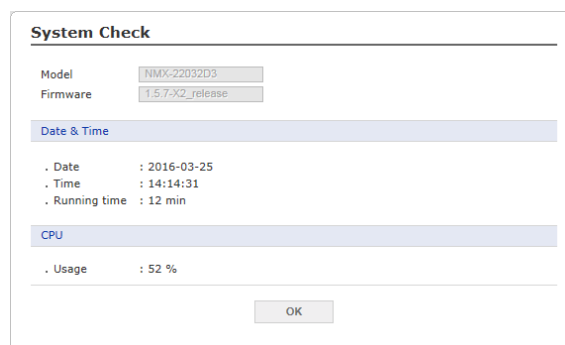 System Check
Model NMX-22032D3
Firmware 1.5.7-X2_release
Date & Time
. Date : 2016-03-25
. Time : 14:14:31
. Running time : 12 min
CPU
. Usage : 52 %
OK